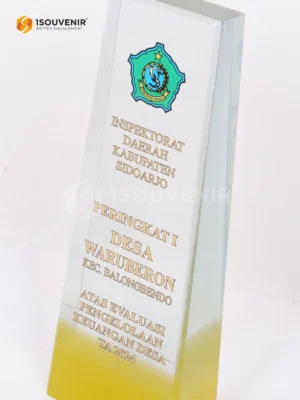 1SOUVENIR®
BETTER ENGAGEMENT
INSPEKTORAT
DAERAH
KABUPATEN
SIDOARJO
1SOUVENIR
PERINGKAT I
DESA
WARUBERON
KEC. BALONGBENDO
ATAS EVALUASI
PENGELOLAAN
KEUANGAN DESA
TA 2024